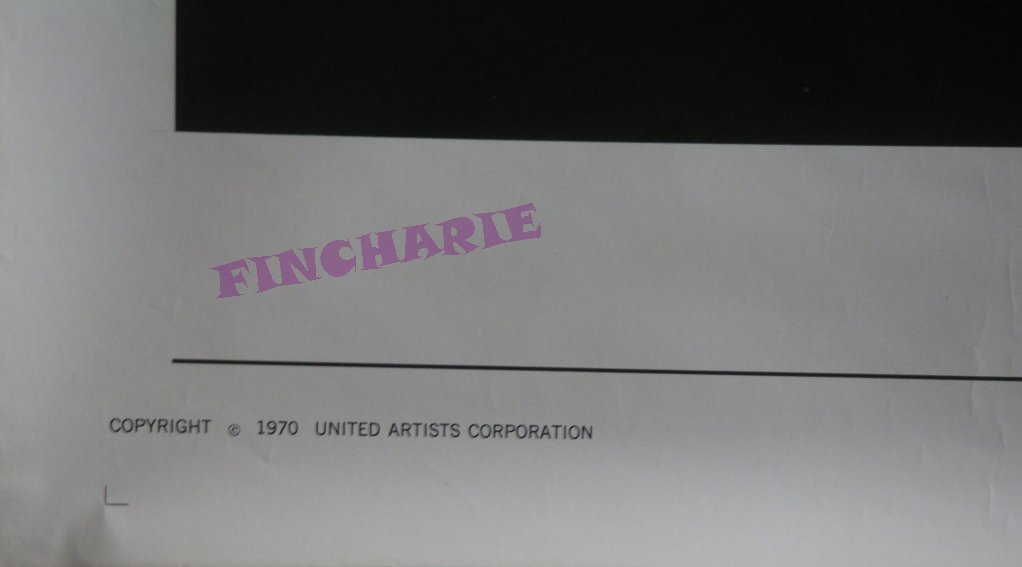 FINCHARIE
COPYRIGHT © 1970 UNITED ARTISTS CORPORATION